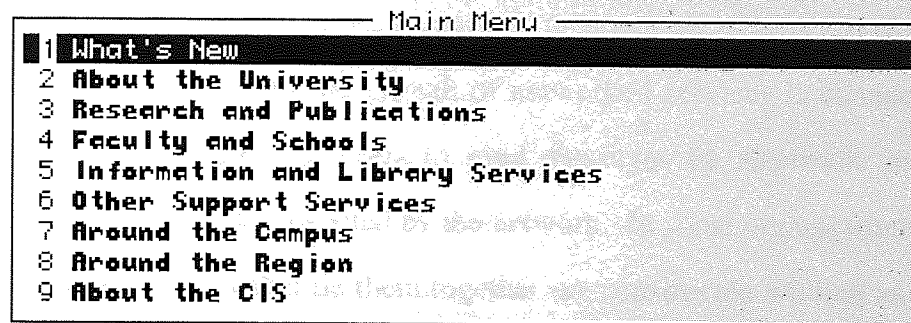 Main Menu
1 What's New
2 About the University
3 Research and Publications
4 Faculty and Schools
5 Information and Library Services
6 Other Support Services
7 Around the Campus
8 Around the Region
9 About the CIS